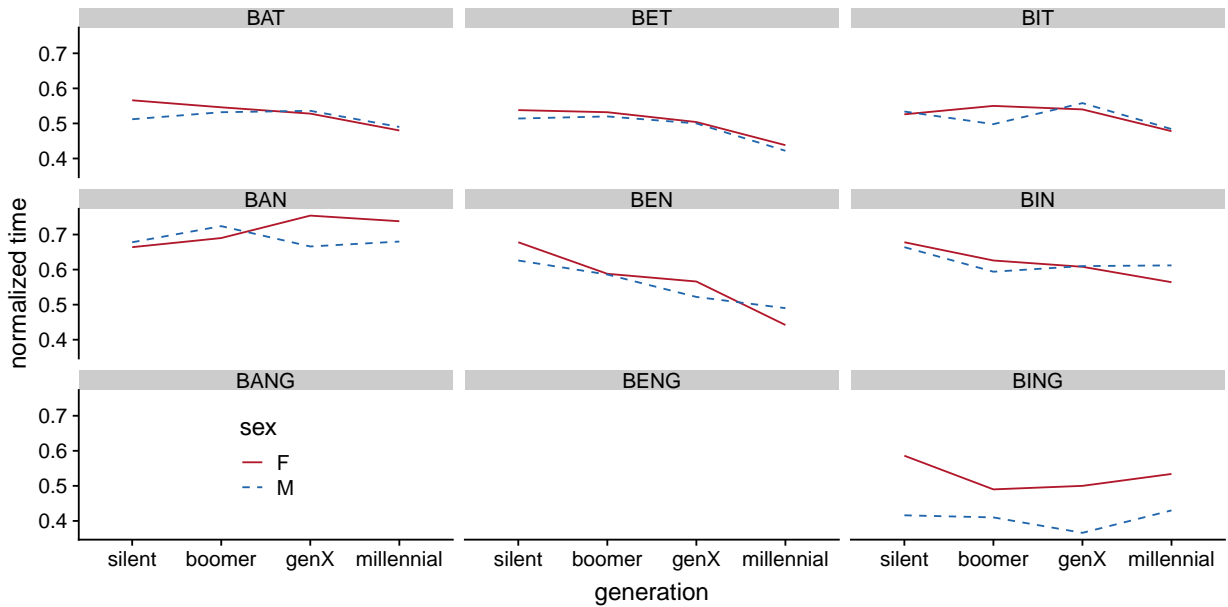 BAT BET BIT
0.7
0.6
0.5
0.4
BAN BEN BIN
0.7
0.6
0.5
0.4
normalized time
BANG BENG BING
0.7
0.6
0.5
0.4
sex
F
M
silent boomer genX millennial silent boomer genX millennial silent boomer genX millennial
generation